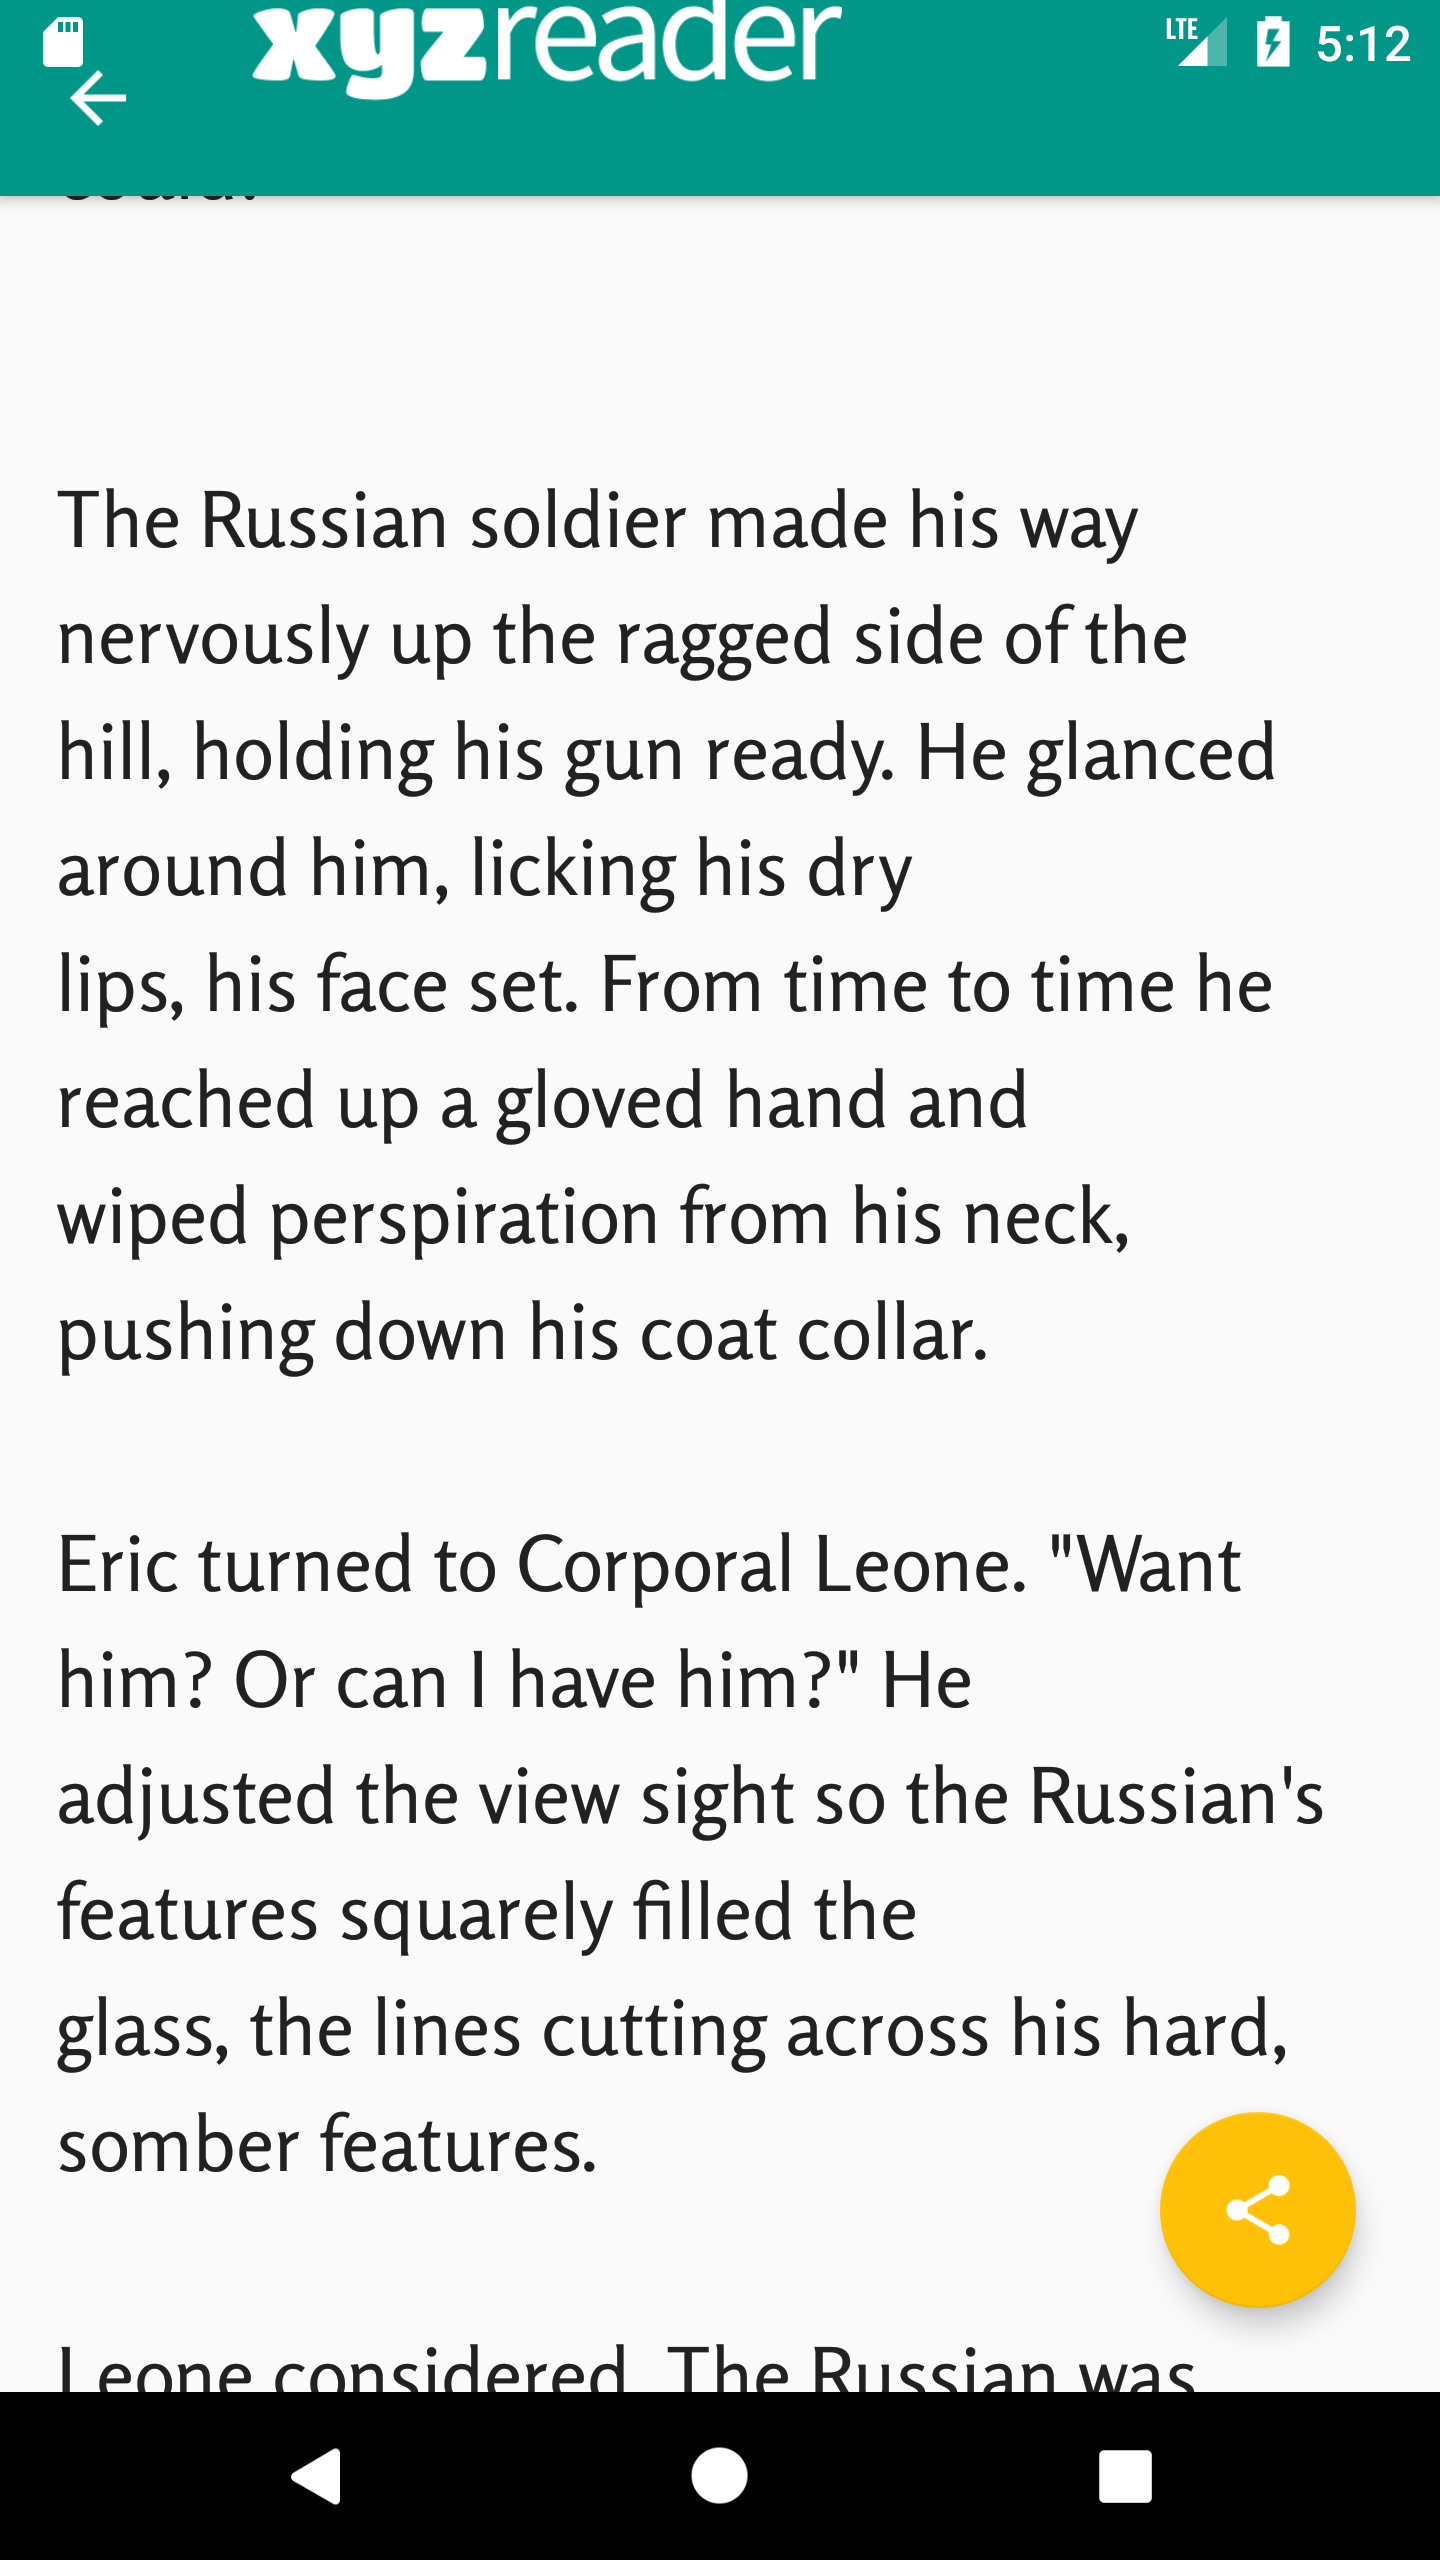 xyzreader
LTE 5:12
The Russian soldier made his way
nervously up the ragged side of the
hill, holding his gun ready. He glanced
around him, licking his dry
lips, his face set. From time to time he
reached up a gloved hand and
wiped perspiration from his neck,
pushing down his coat collar.
Eric turned to Corporal Leone. "Want
him? Or can I have him?" He
adjusted the view sight so the Russian's
features squarely filled the
glass, the lines cutting across his hard,
somber features.
Leone considered. The Russian was